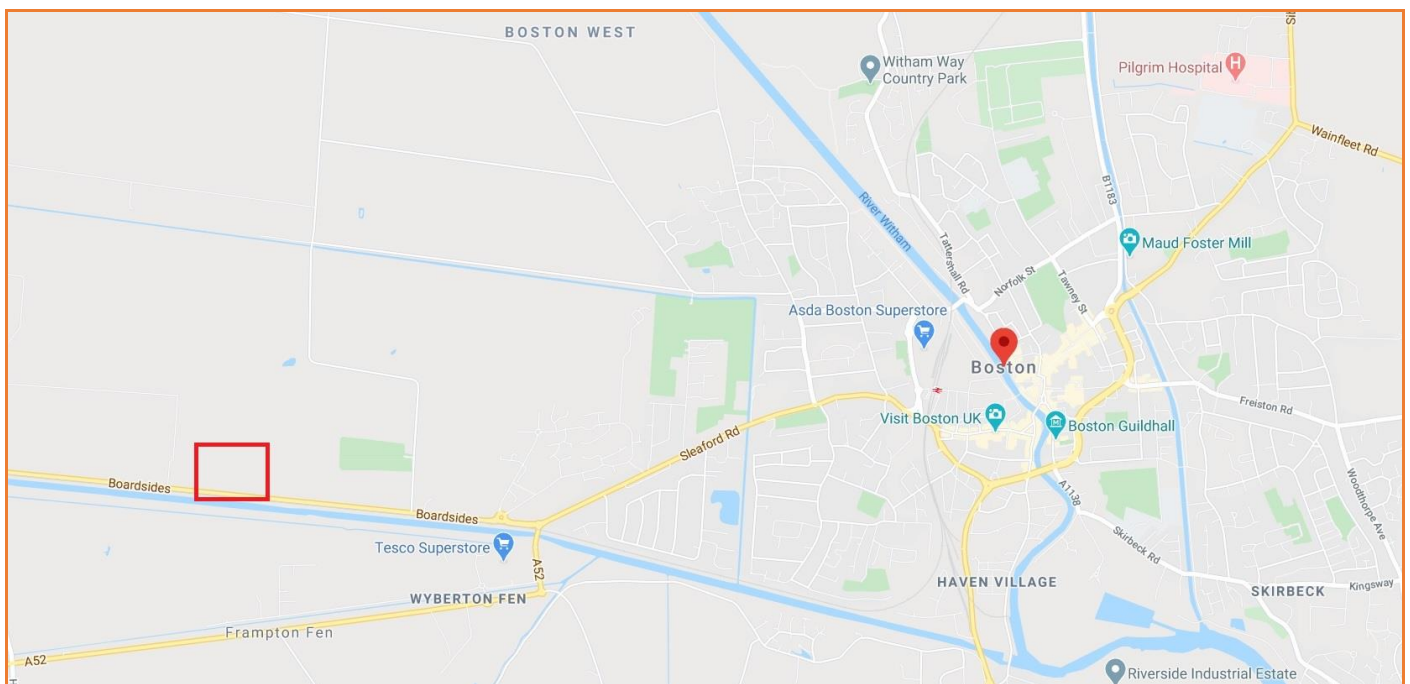 BOSTON WEST
Witham Way
Country Park
Pilgrim Hospital
H
Wainfleet Rd
B1183
River Witham
Maud Foster Mill
Tattershall Rd
Norfolk St
Tawney St
Asda Boston Superstore
Boston
Freiston Rd
Visit Boston UK
Boston Guildhall
Sleaford Rd
Boardsides
Boardsides
A1138
Woodthorpe Ave
Tesco Superstore
A52
Skirbeck Rd
HAVEN VILLAGE
Kingsway
SKIRBECK
WYBERTON FEN
Frampton Fen
A52
Riverside Industrial Estate